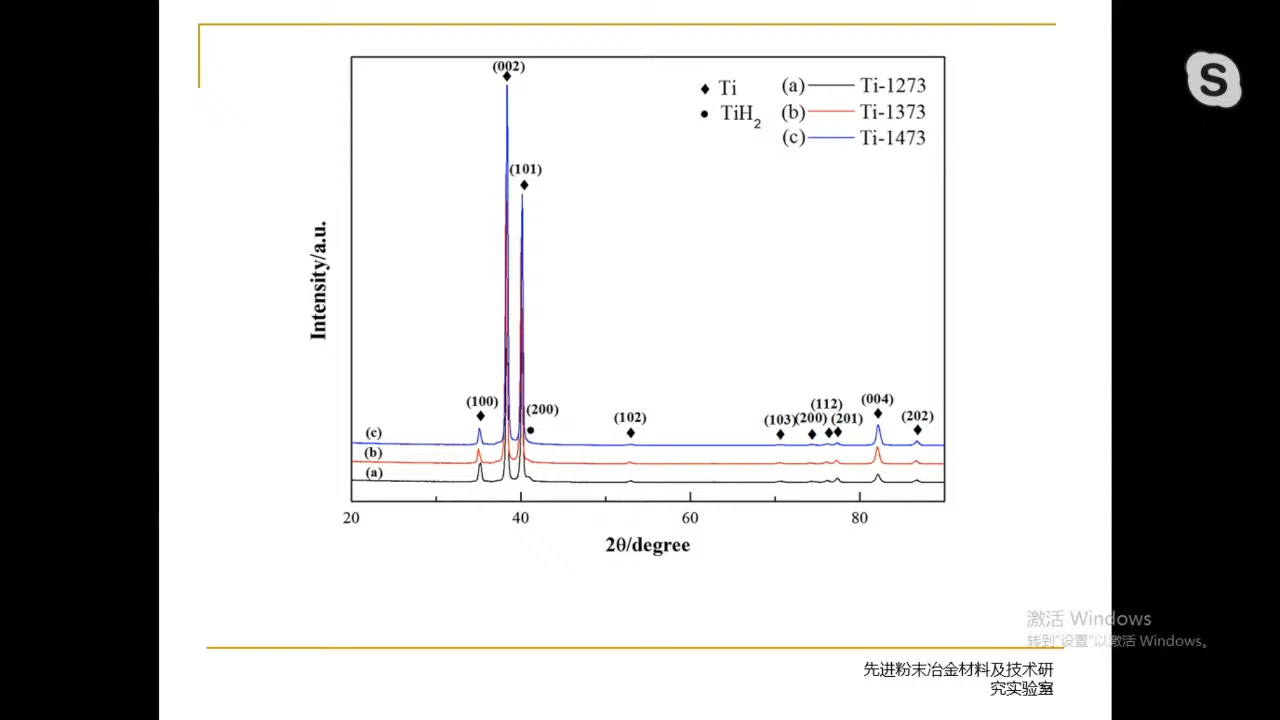 (002)
◆ Ti (a) Ti-1273
● TiH2 (b) Ti-1373
(c) Ti-1473
(101)
Intensity/a.u.
(100)
(200)
(102)
(103)
(200)
(112)
(201)
(004)
(202)
(c)
(b)
(a)
20 40 60 80
2θ/degree
S
激活 Windows
转到"设置"以激活 Windows。
先进粉末冶金材料及技术研
究实验室